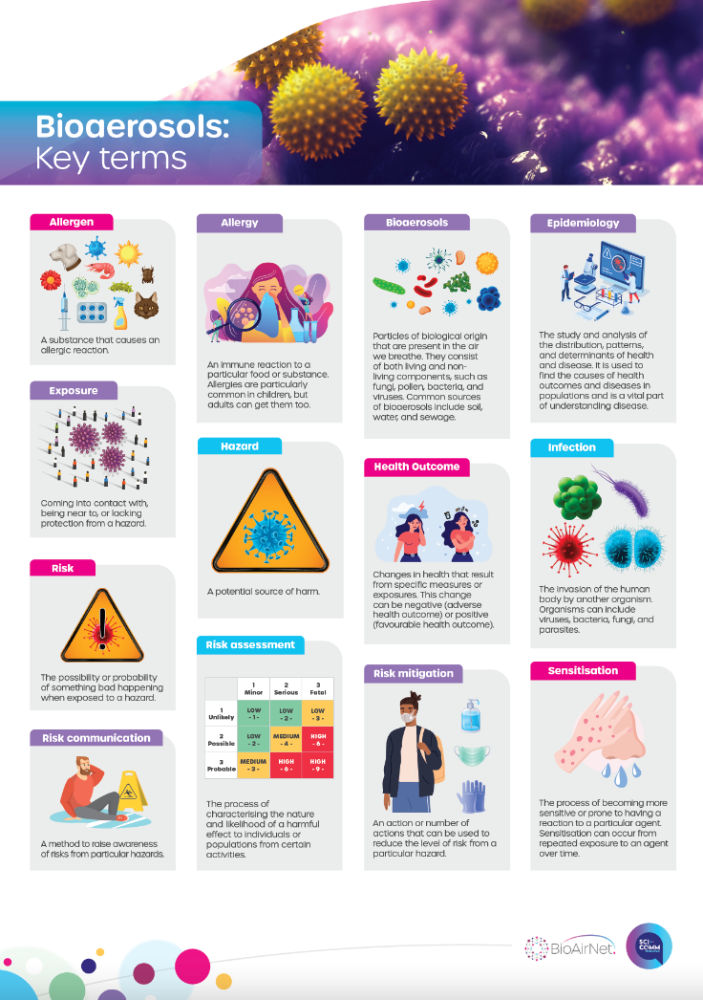 Bioaerosols:
Key terms
Allergen
A substance that causes an
allergic reaction.
Allergy
An immune reaction to a
particular food or substance.
Allergies are particularly
common in children, but
adults can get them too.
Bioaerosols
Particles of biological origin
that are present in the air
we breathe. They consist
of both living and non-
living components, such as
fungi, pollen, bacteria, and
viruses. Common sources
of bioaerosols include soil,
water, and sewage.
Epidemiology
The study and analysis of
the distribution, patterns,
and determinants of health
and disease. It is used to
find the causes of health
outcomes and diseases in
populations and is a vital part
of understanding disease.
Exposure
Coming into contact with,
being near to, or lacking
protection from a hazard.
Hazard
A potential source of harm.
Health Outcome
Changes in health that result
from specific measures or
exposures. This change
can be negative (adverse
health outcome) or positive
(favourable health outcome).
Infection
The invasion of the human
body by another organism.
Organisms can include
viruses, bacteria, fungi, and
parasites.
Risk
The possibility or probability
of something bad happening
when exposed to a hazard.
Risk assessment
1 Minor
2 Serious
3 Fatal
1 Unlikely
LOW - 1 -
LOW - 2 -
LOW - 3 -
2 Possible
LOW - 2 -
MEDIUM - 4 -
HIGH - 6 -
3 Probable
MEDIUM - 3 -
HIGH - 6 -
HIGH - 9 -
The process of
characterising the nature
and likelihood of a harmful
effect to individuals or
populations from certain
activities.
Risk mitigation
An action or number of
actions that can be used to
reduce the level of risk from a
particular hazard.
Sensitisation
The process of becoming more
sensitive or prone to having a
reaction to a particular agent.
Sensitisation can occur from
repeated exposure to an agent
over time.
Risk communication
A method to raise awareness
of risks from particular hazards.
BioAirNet.
SCI
COMM